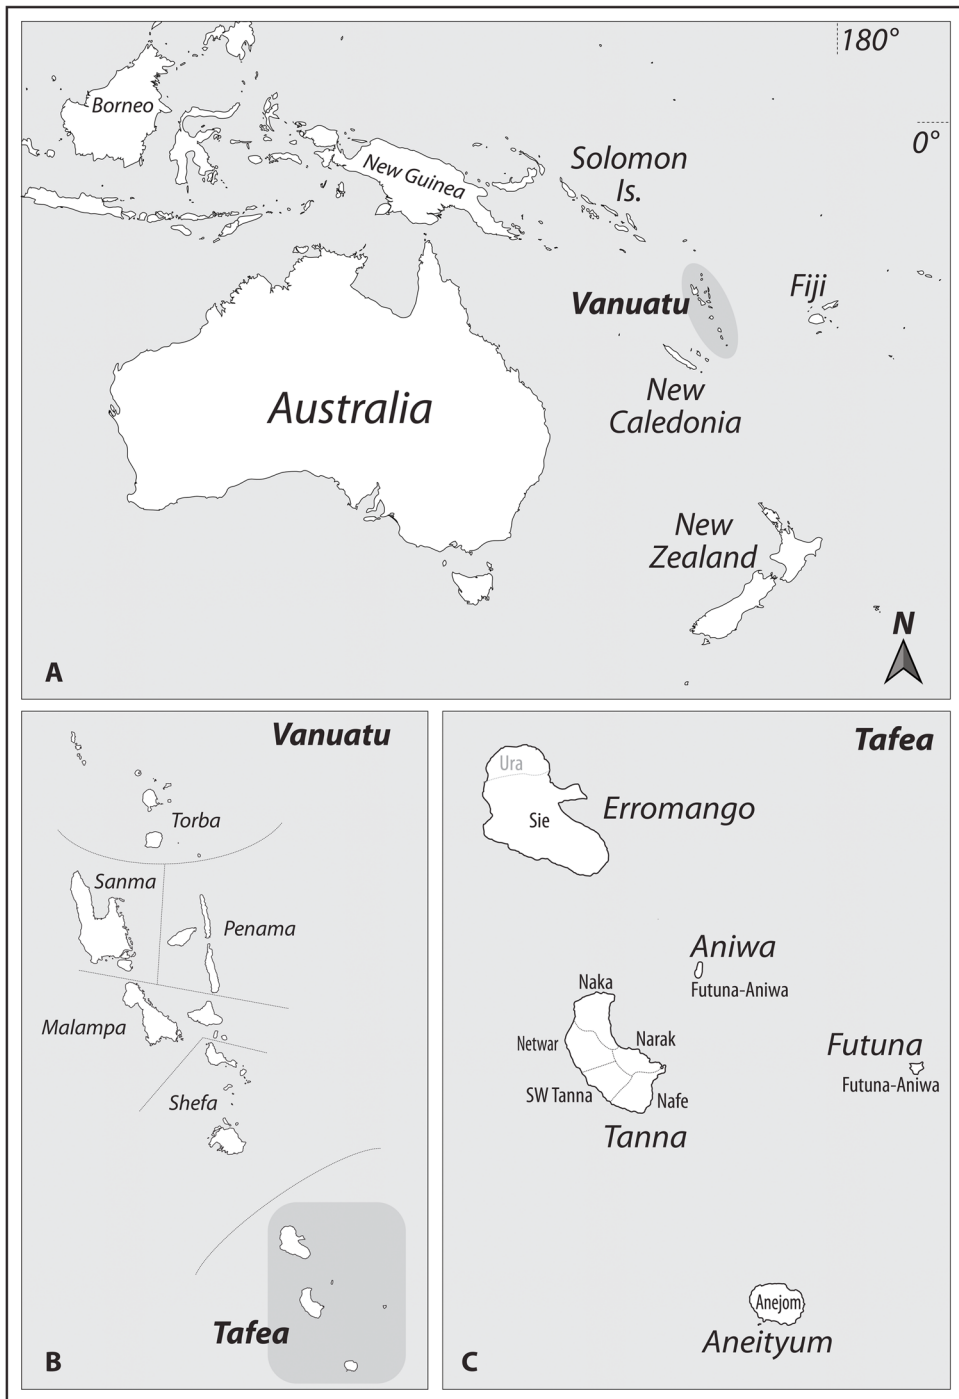 180°
Borneo
0°
Solomon
Is.
New Guinea
Fiji
Vanuatu
New
Caledonia
Australia
New
Zealand
N
A
Vanuatu
Torba
Sanma
Penama
Malampa
Shefa
Tafea
B
Tafea
Ura
Erromango
Sie
Aniwa
Futuna-Aniwa
Naka
Netwar
Narak
Futuna
Futuna-Aniwa
SW Tanna
Nafe
Tanna
Anejom
Aneityum
C